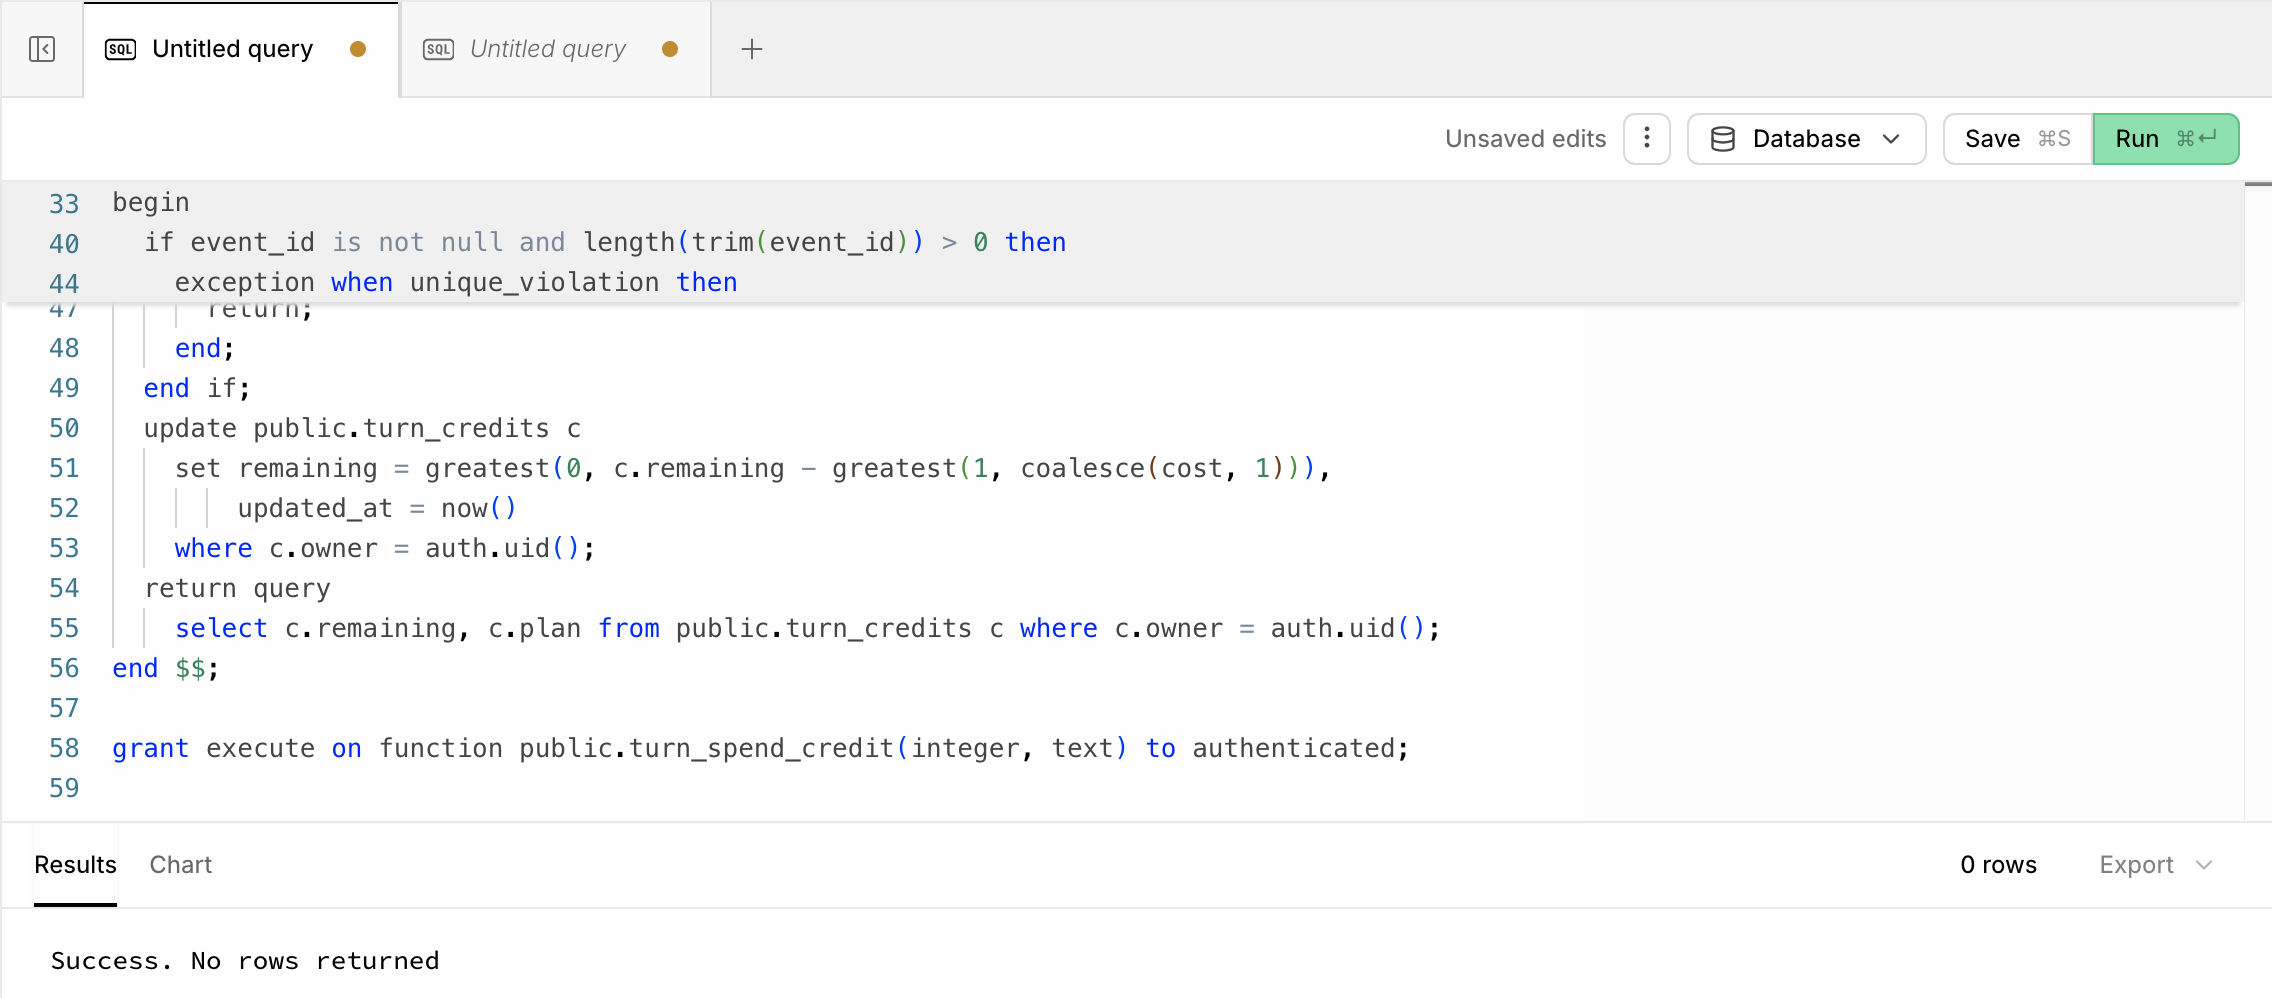 SQL Untitled query SQL Untitled query +
Unsaved edits Database Save ⌘S Run ⌘↵
33 begin
40 if event_id is not null and length(trim(event_id)) > 0 then
44 exception when unique_violation then
47 return;
48 end;
49 end if;
50 update public.turn_credits c
51 set remaining = greatest(0, c.remaining - greatest(1, coalesce(cost, 1))),
52 updated_at = now()
53 where c.owner = auth.uid();
54 return query
55 select c.remaining, c.plan from public.turn_credits c where c.owner = auth.uid();
56 end $$;
57
58 grant execute on function public.turn_spend_credit(integer, text) to authenticated;
59
Results Chart 0 rows Export
Success. No rows returned